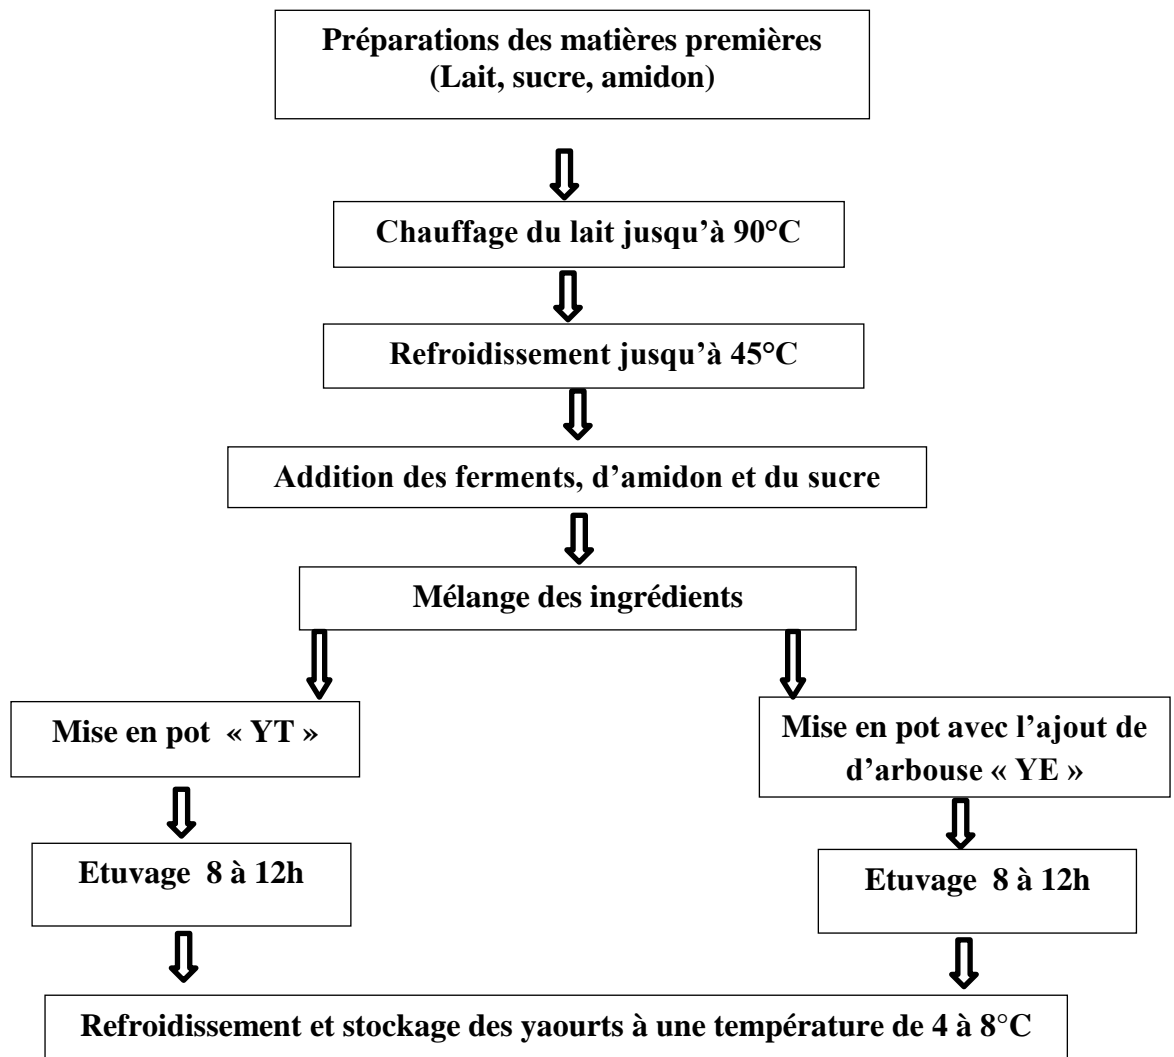 Préparations des matières premières
(Lait, sucre, amidon)
Chauffage du lait jusqu’à 90°C
Refroidissement jusqu’à 45°C
Addition des ferments, d’amidon et du sucre
Mélange des ingrédients
Mise en pot « YT »
Mise en pot avec l’ajout de
d’arbouse « YE »
Etuvage 8 à 12h
Etuvage 8 à 12h
Refroidissement et stockage des yaourts à une température de 4 à 8°C